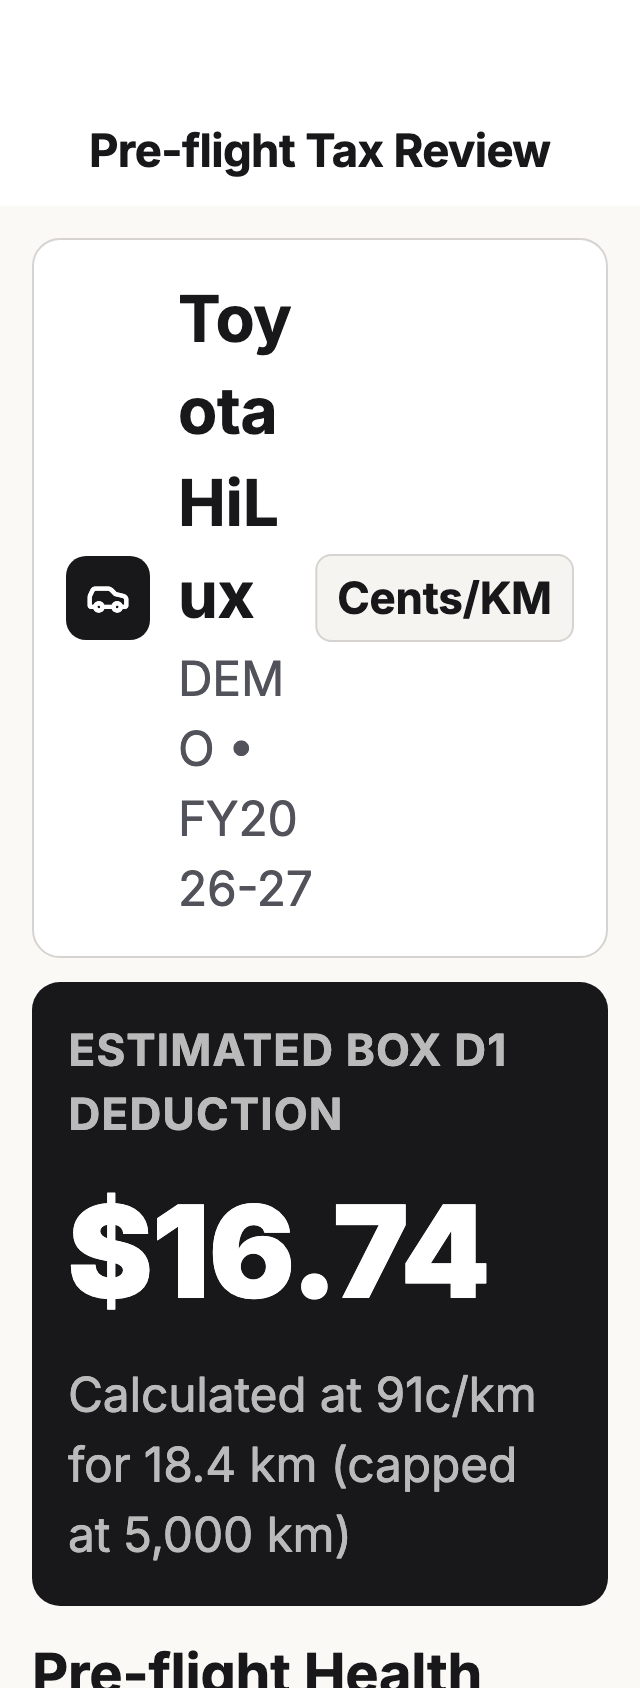 Pre-flight Tax Review
Toy
ota
HiL
ux
Cents/KM
DEM
O •
FY20
26-27
ESTIMATED BOX D1
DEDUCTION
$16.74
Calculated at 91c/km
for 18.4 km (capped
at 5,000 km)
Pre-flight Health